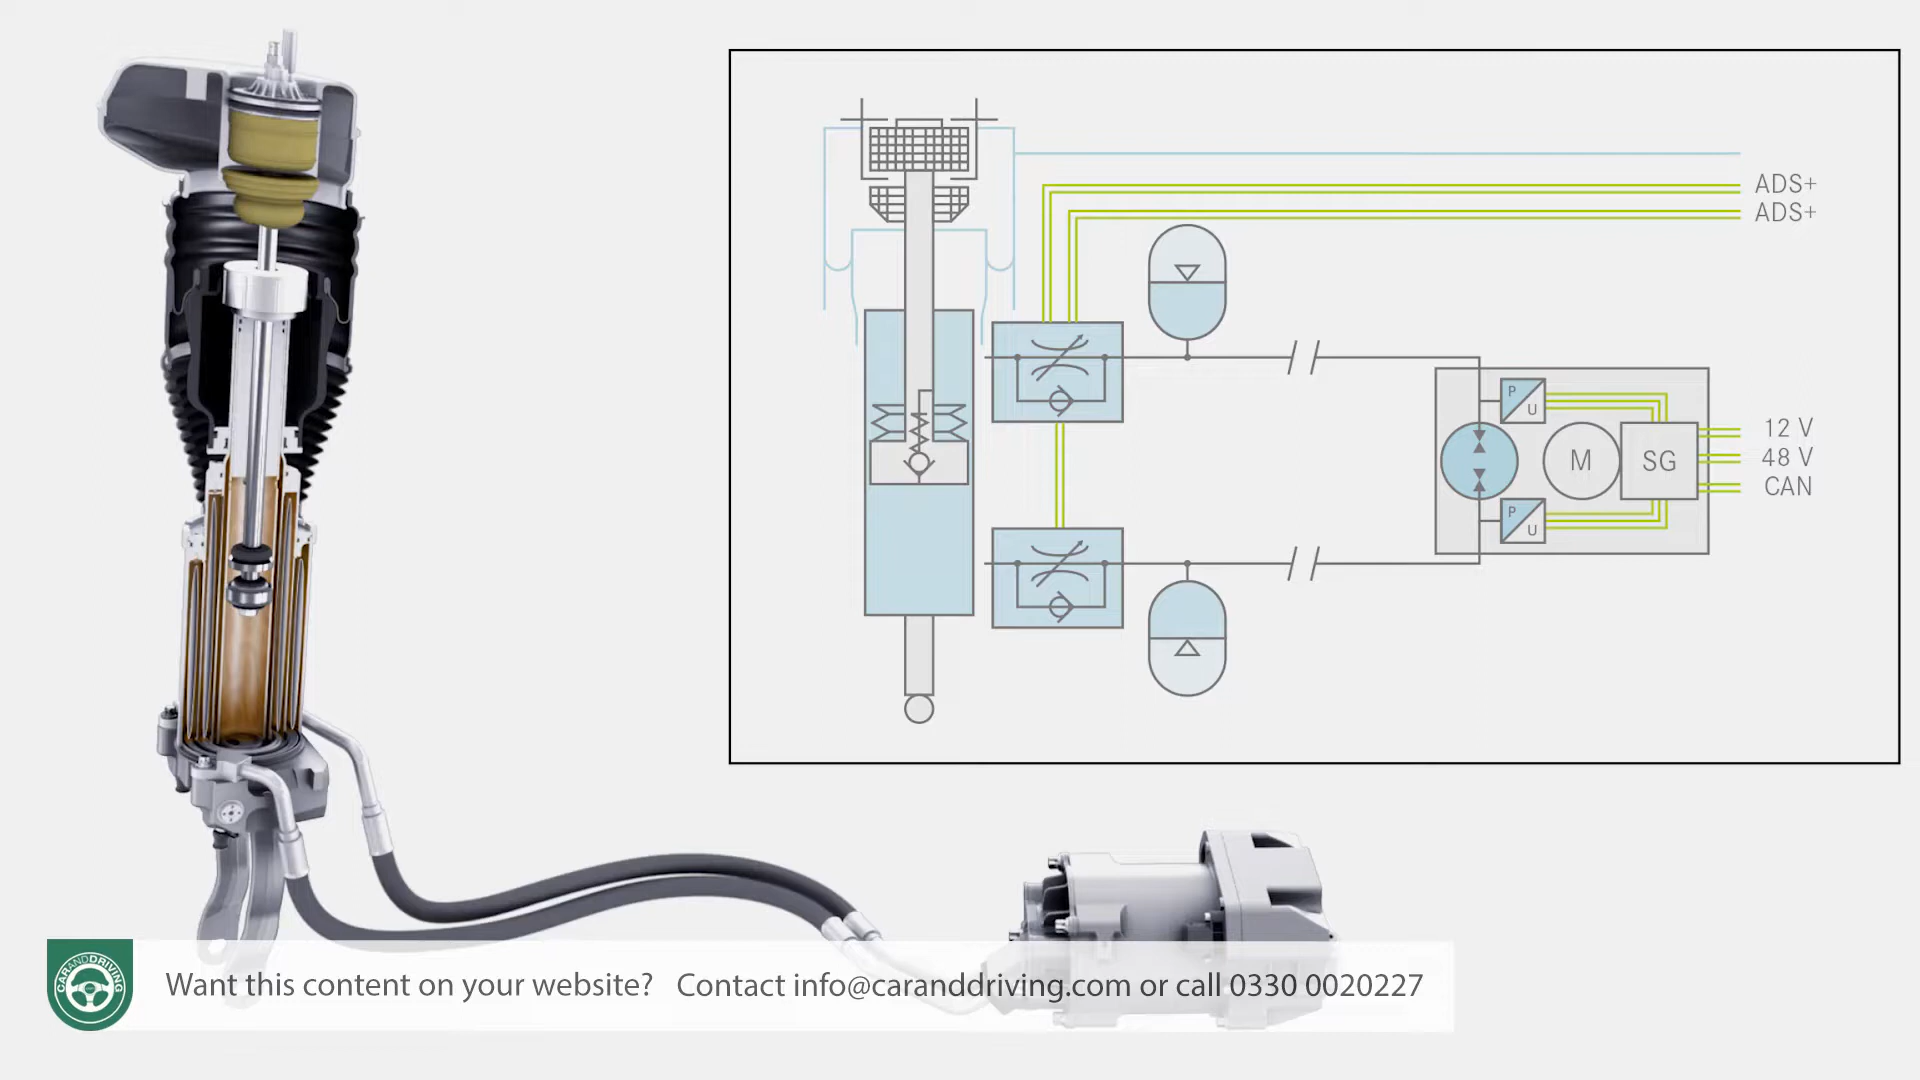 ADS+
ADS+
P
U
12 V
M
SG
48 V
CAN
P
U
CARANDDRIVING
Want this content on your website? Contact info@caranddriving.com or call 0330 0020227